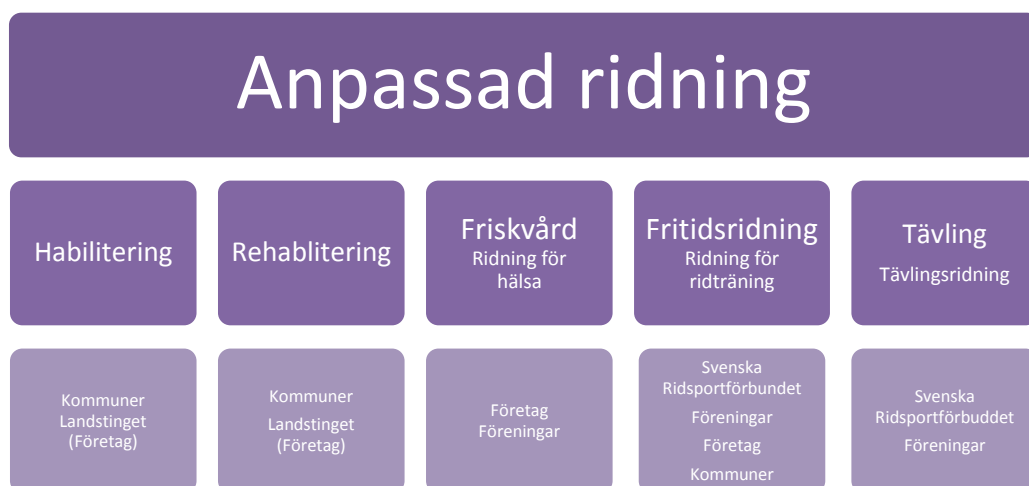 Anpassad ridning
Habilitering
Rehablitering
Friskvård
Ridning för
hälsa
Fritidsridning
Ridning för
ridträning
Tävling
Tävlingsridning
Kommuner
Landstinget
(Företag)
Kommuner
Landstinget
(Företag)
Företag
Föreningar
Svenska
Ridsportförbundet
Föreningar
Företag
Kommuner
Svenska
Ridsportförbuddet
Föreningar